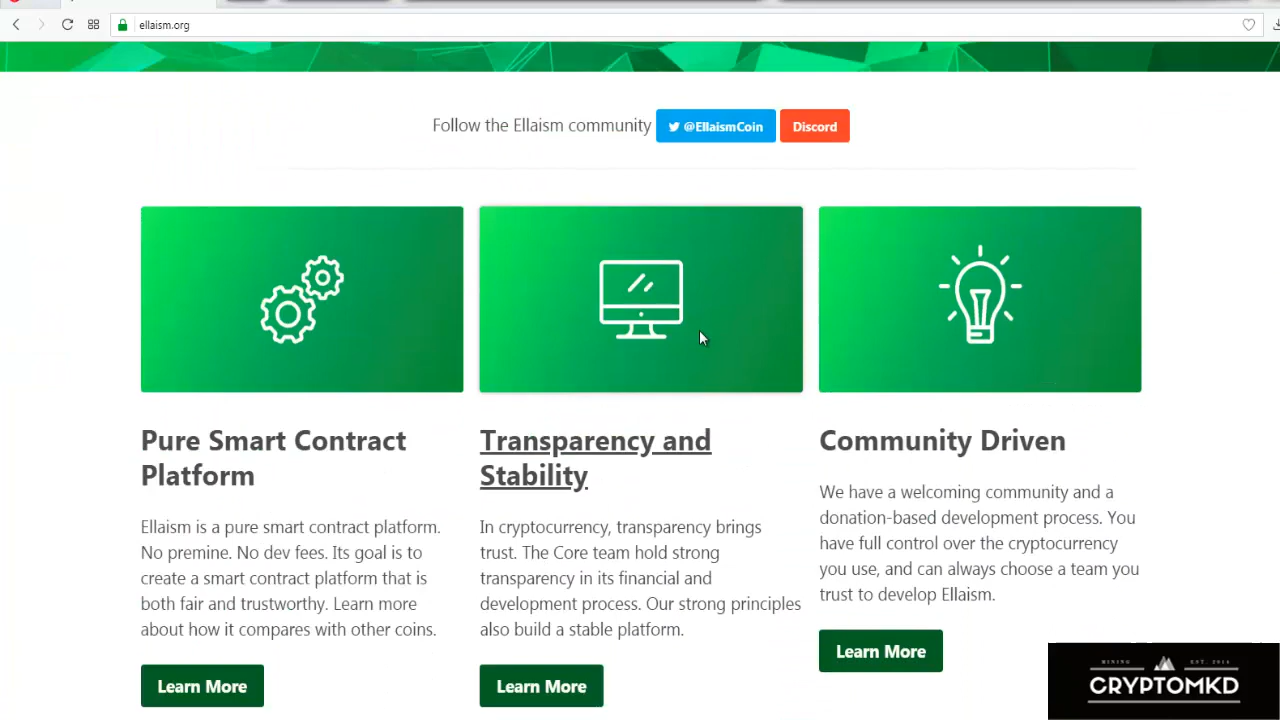 ellaism.org
Follow the Ellaism community @EllaismCoin Discord
Pure Smart Contract
Platform
Ellaism is a pure smart contract platform.
No premine. No dev fees. Its goal is to
create a smart contract platform that is
both fair and trustworthy. Learn more
about how it compares with other coins.
Learn More
Transparency and
Stability
In cryptocurrency, transparency brings
trust. The Core team hold strong
transparency in its financial and
development process. Our strong principles
also build a stable platform.
Learn More
Community Driven
We have a welcoming community and a
donation-based development process. You
have full control over the cryptocurrency
you use, and can always choose a team you
trust to develop Ellaism.
Learn More
MINING EST. 2014
CRYPTOMKD